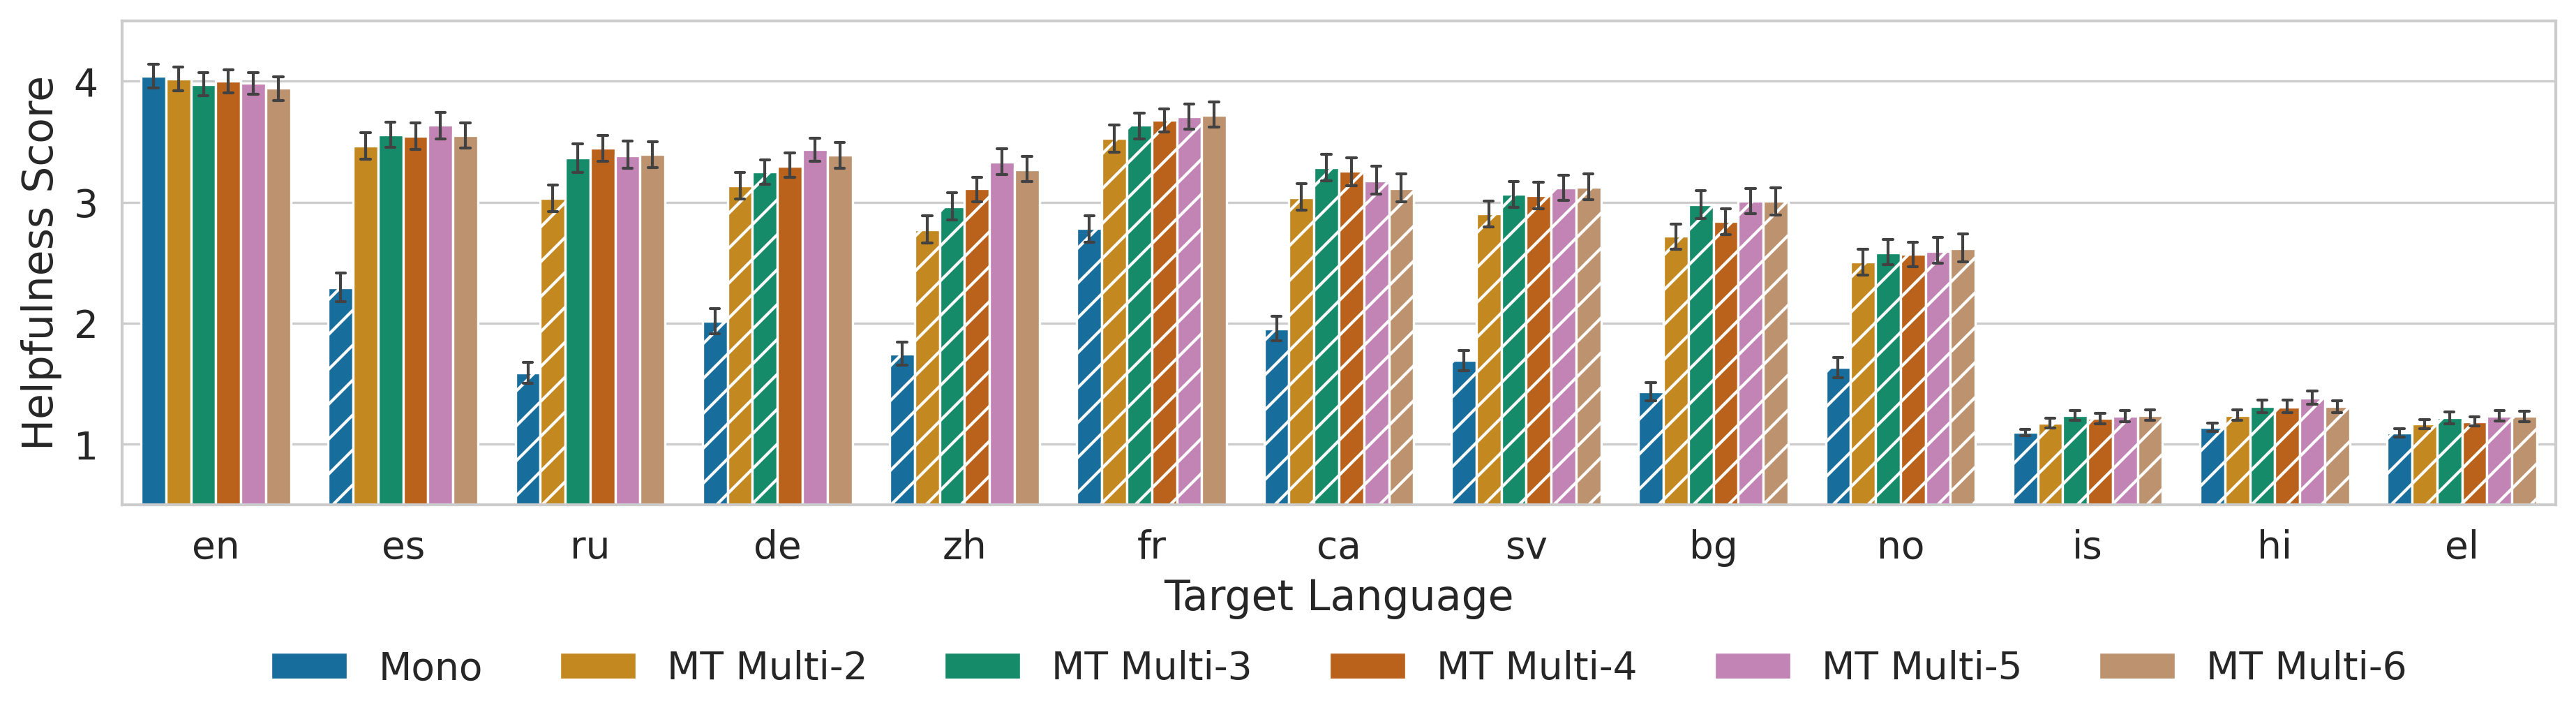 Helpfulness Score
4
3
2
1
en es ru de zh fr ca sv bg no is hi el
Target Language
Mono MT Multi-2 MT Multi-3 MT Multi-4 MT Multi-5 MT Multi-6